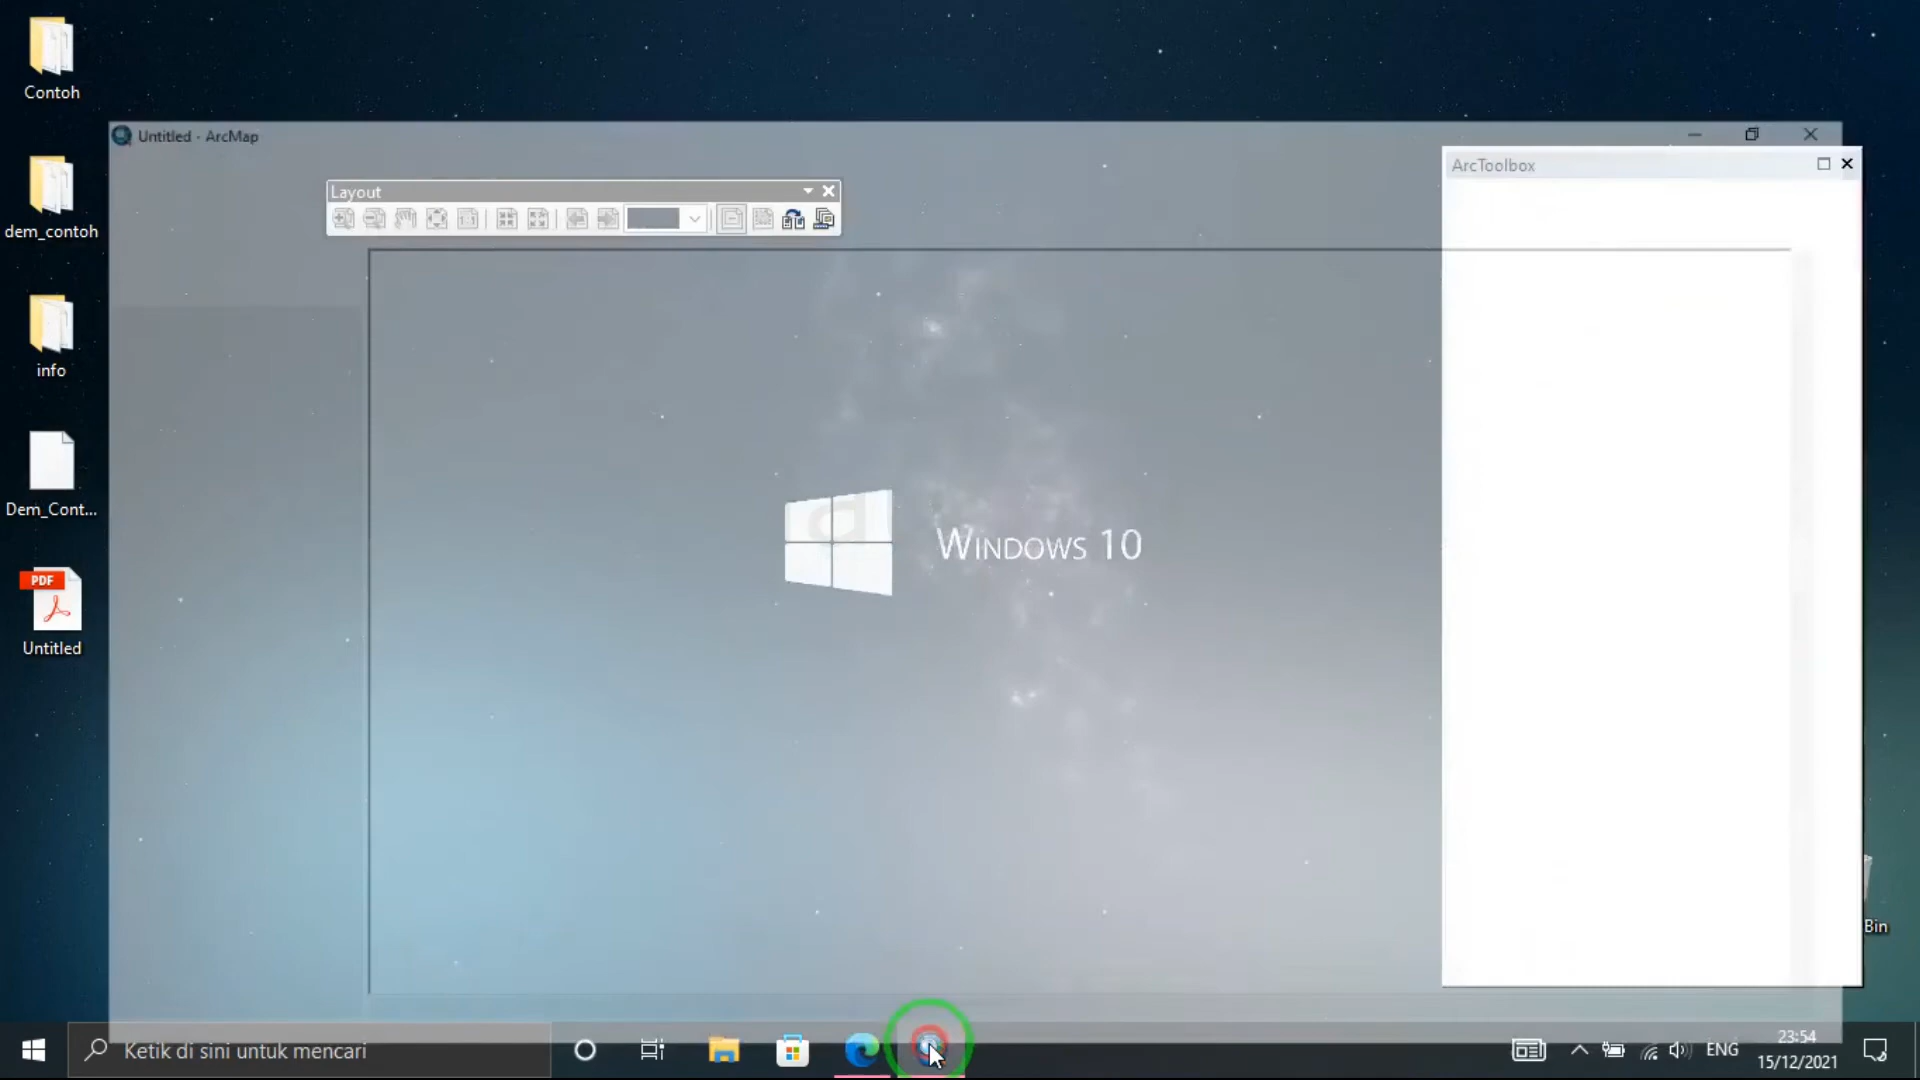 Contoh
dem_contoh
info
Dem_Cont...
PDF
Untitled
Untitled - ArcMap
Layout
ArcToolbox
WINDOWS 10
Bin
Ketik di sini untuk mencari
ENG
23:54
15/12/2021